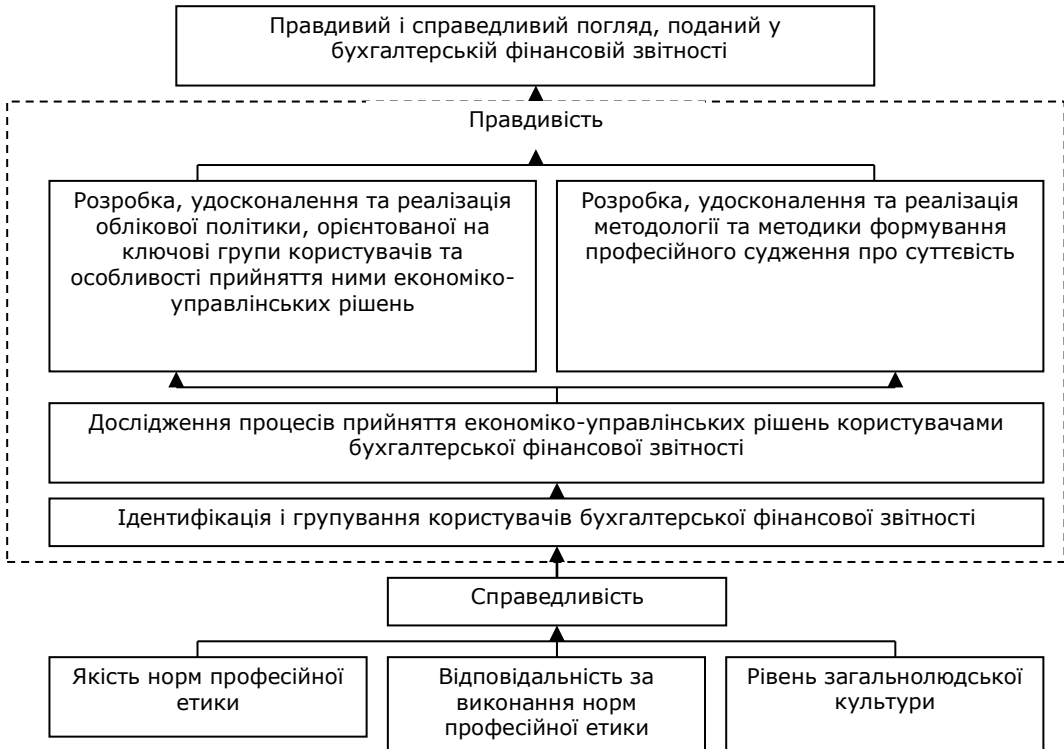 Правдивий і справедливий погляд, поданий у
бухгалтерській фінансовій звітності
Правдивість
Розробка, удосконалення та реалізація
облікової політики, орієнтованої на
ключові групи користувачів та
особливості прийняття ними економіко-
управлінських рішень
Розробка, удосконалення та реалізація
методології та методики формування
професійного судження про суттєвість
Дослідження процесів прийняття економіко-управлінських рішень користувачами
бухгалтерської фінансової звітності
Ідентифікація і групування користувачів бухгалтерської фінансової звітності
Справедливість
Якість норм професійної
етики
Відповідальність за
виконання норм
професійної етики
Рівень загальнолюдської
культури